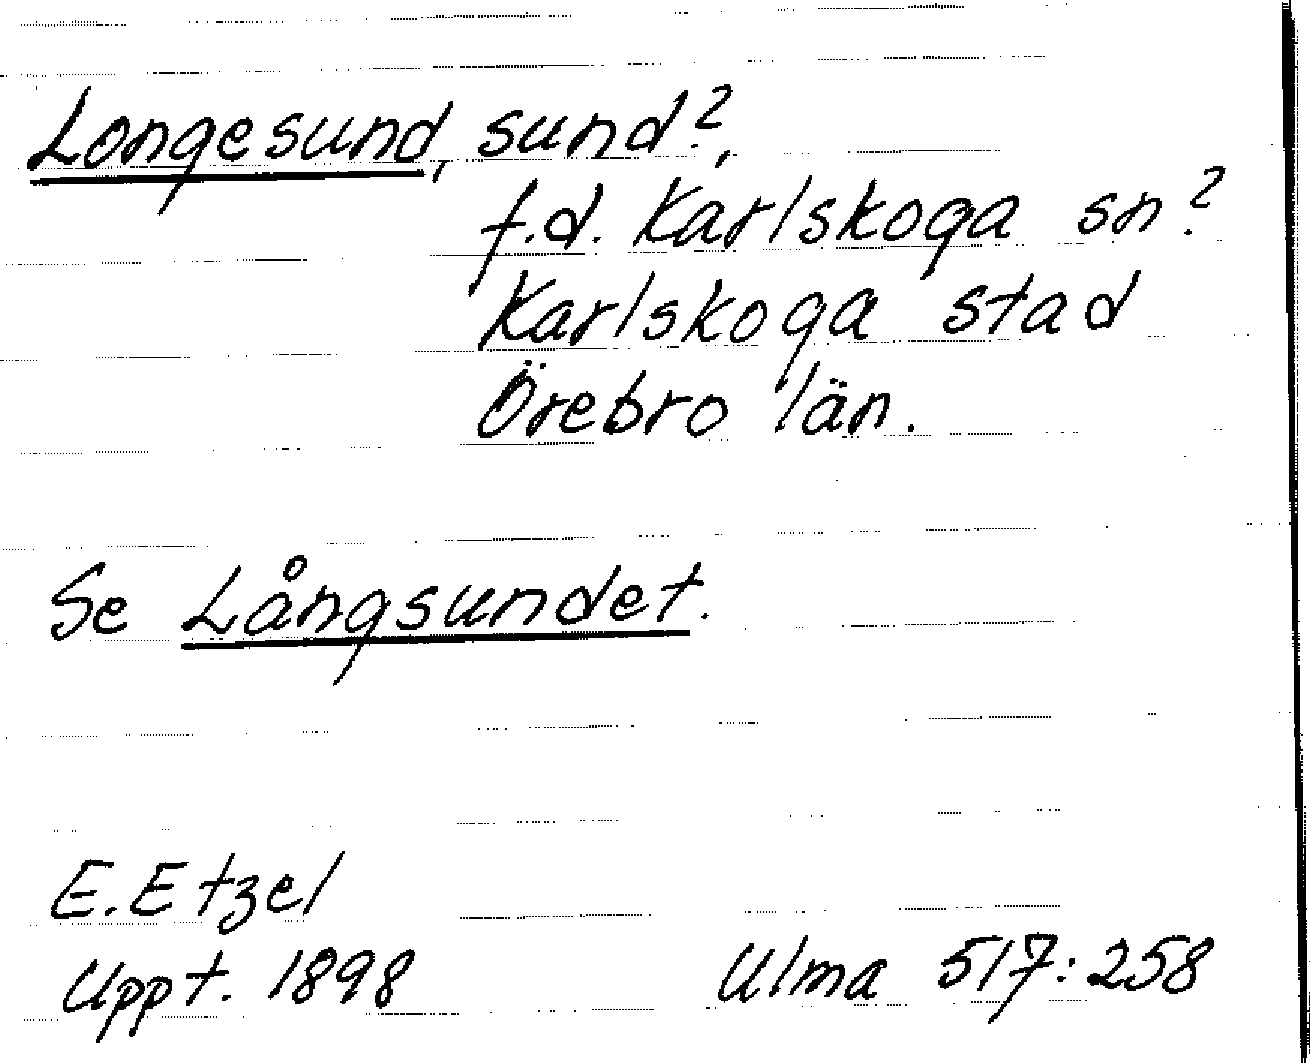 Longesund, sund?,
f.d. Karlskoga sn?
Karlskoga stad
Örebro län.
Se Långsundet.
E. Etzel
Uppt. 1898
Ulma 517:258